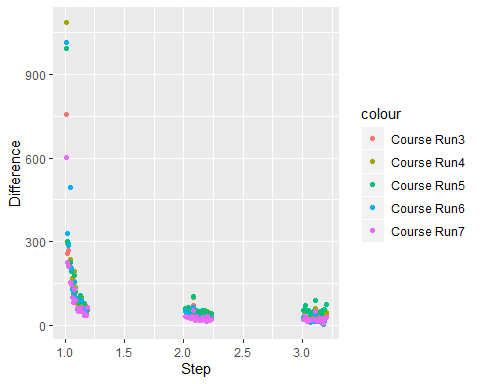 900
600
300
0
Difference
1.0 1.5 2.0 2.5 3.0
Step
colour
Course Run3
Course Run4
Course Run5
Course Run6
Course Run7